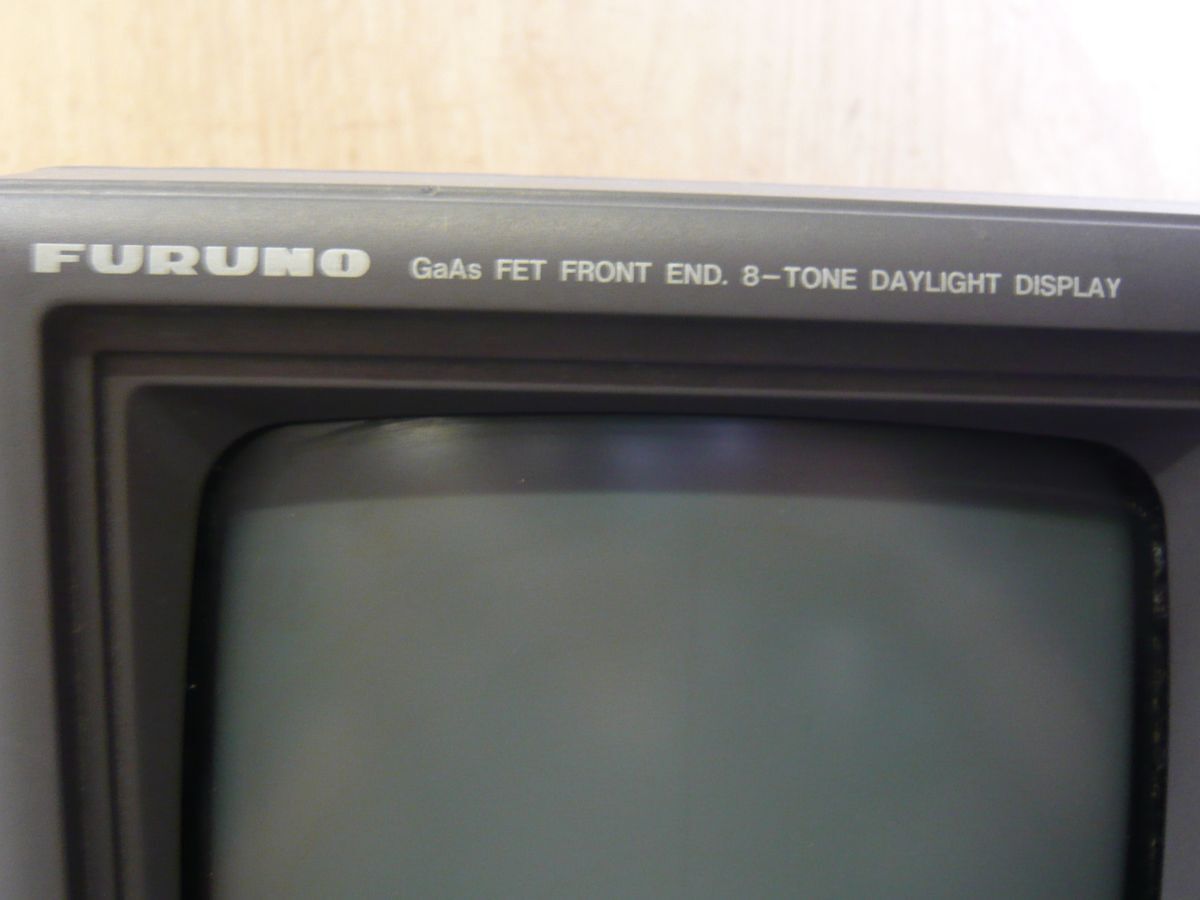 FURUNO GaAs FET FRONT END. 8-TONE DAYLIGHT DISPLAY